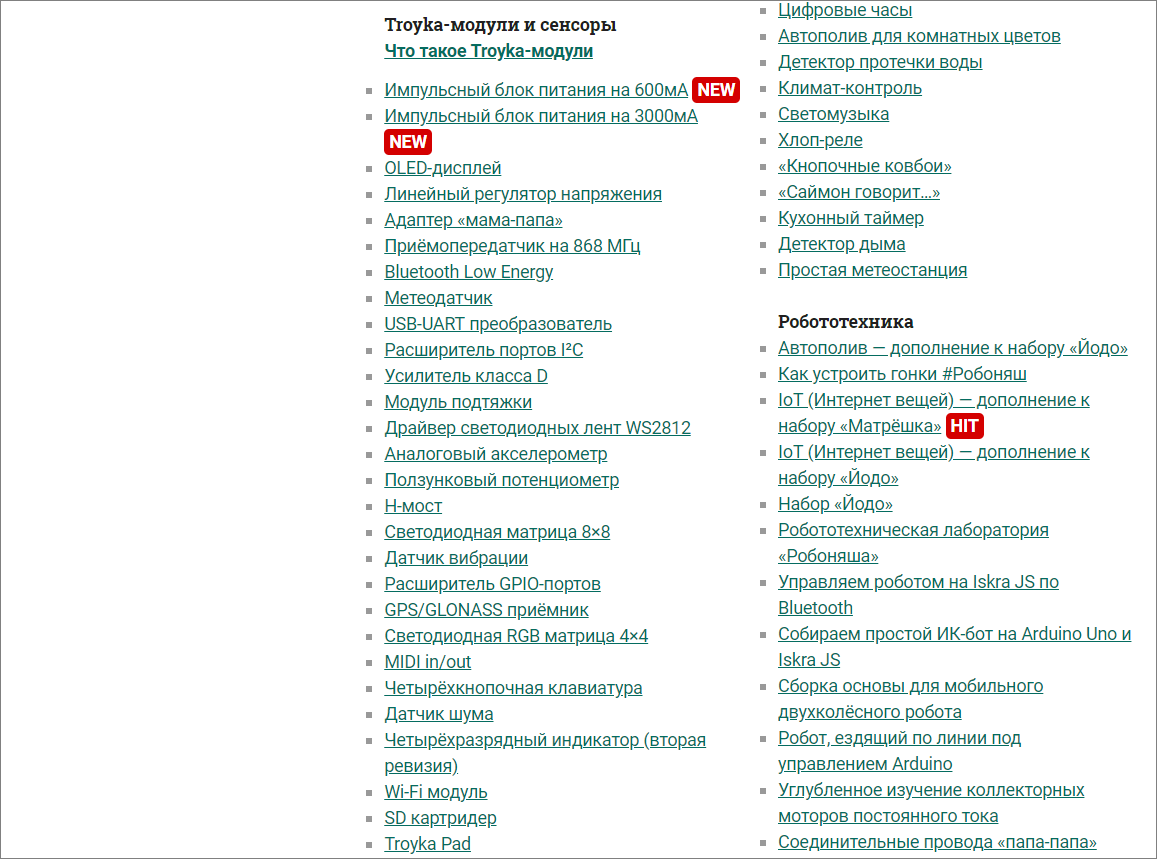 Troyka-модули и сенсоры
Что такое Troyka-модули
Импульсный блок питания на 600мА NEW
Импульсный блок питания на 3000мА
NEW
OLED-дисплей
Линейный регулятор напряжения
Адаптер «мама-папа»
Приёмопередатчик на 868 МГц
Bluetooth Low Energy
Метеодатчик
USB-UART преобразователь
Расширитель портов I²C
Усилитель класса D
Модуль подтяжки
Драйвер светодиодных лент WS2812
Аналоговый акселерометр
Ползунковый потенциометр
H-мост
Светодиодная матрица 8×8
Датчик вибрации
Расширитель GPIO-портов
GPS/GLONASS приёмник
Светодиодная RGB матрица 4×4
MIDI in/out
Четырёхкнопочная клавиатура
Датчик шума
Четырёхразрядный индикатор (вторая
ревизия)
Wi-Fi модуль
SD картридер
Troyka Pad
Цифровые часы
Автополив для комнатных цветов
Детектор протечки воды
Климат-контроль
Светомузыка
Хлоп-реле
«Кнопочные ковбои»
«Саймон говорит…»
Кухонный таймер
Детектор дыма
Простая метеостанция
Робототехника
Автополив — дополнение к набору «Йодо»
Как устроить гонки #Робоняш
IoT (Интернет вещей) — дополнение к
набору «Матрёшка» HIT
IoT (Интернет вещей) — дополнение к
набору «Йодо»
Набор «Йодо»
Робототехническая лаборатория
«Робоняша»
Управляем роботом на Iskra JS по
Bluetooth
Собираем простой ИК-бот на Arduino Uno и
Iskra JS
Сборка основы для мобильного
двухколёсного робота
Робот, ездящий по линии под
управлением Arduino
Углубленное изучение коллекторных
моторов постоянного тока
Соединительные провода «папа-папа»